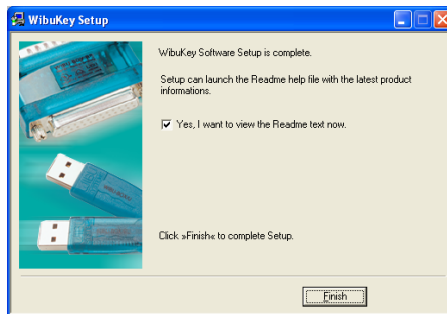 WibuKey Setup
WibuKey Software Setup is complete.
Setup can launch the Readme help file with the latest product
informations.
Yes, I want to view the Readme text now.
Click »Finish« to complete Setup.
Finish